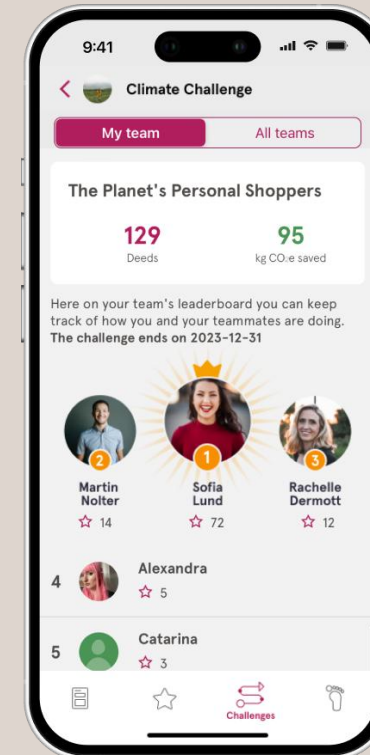 9:41
Climate Challenge
My team
All teams
The Planet's Personal Shoppers
129
95
Deeds
kg CO₂e saved
Here on your team's leaderboard you can keep
track of how you and your teammates are doing.
The challenge ends on 2023-12-31
2
1
3
Martin
Nolter
Sofia
Lund
Rachelle
Dermott
14
72
12
4
Alexandra
5
5
Catarina
3
Challenges